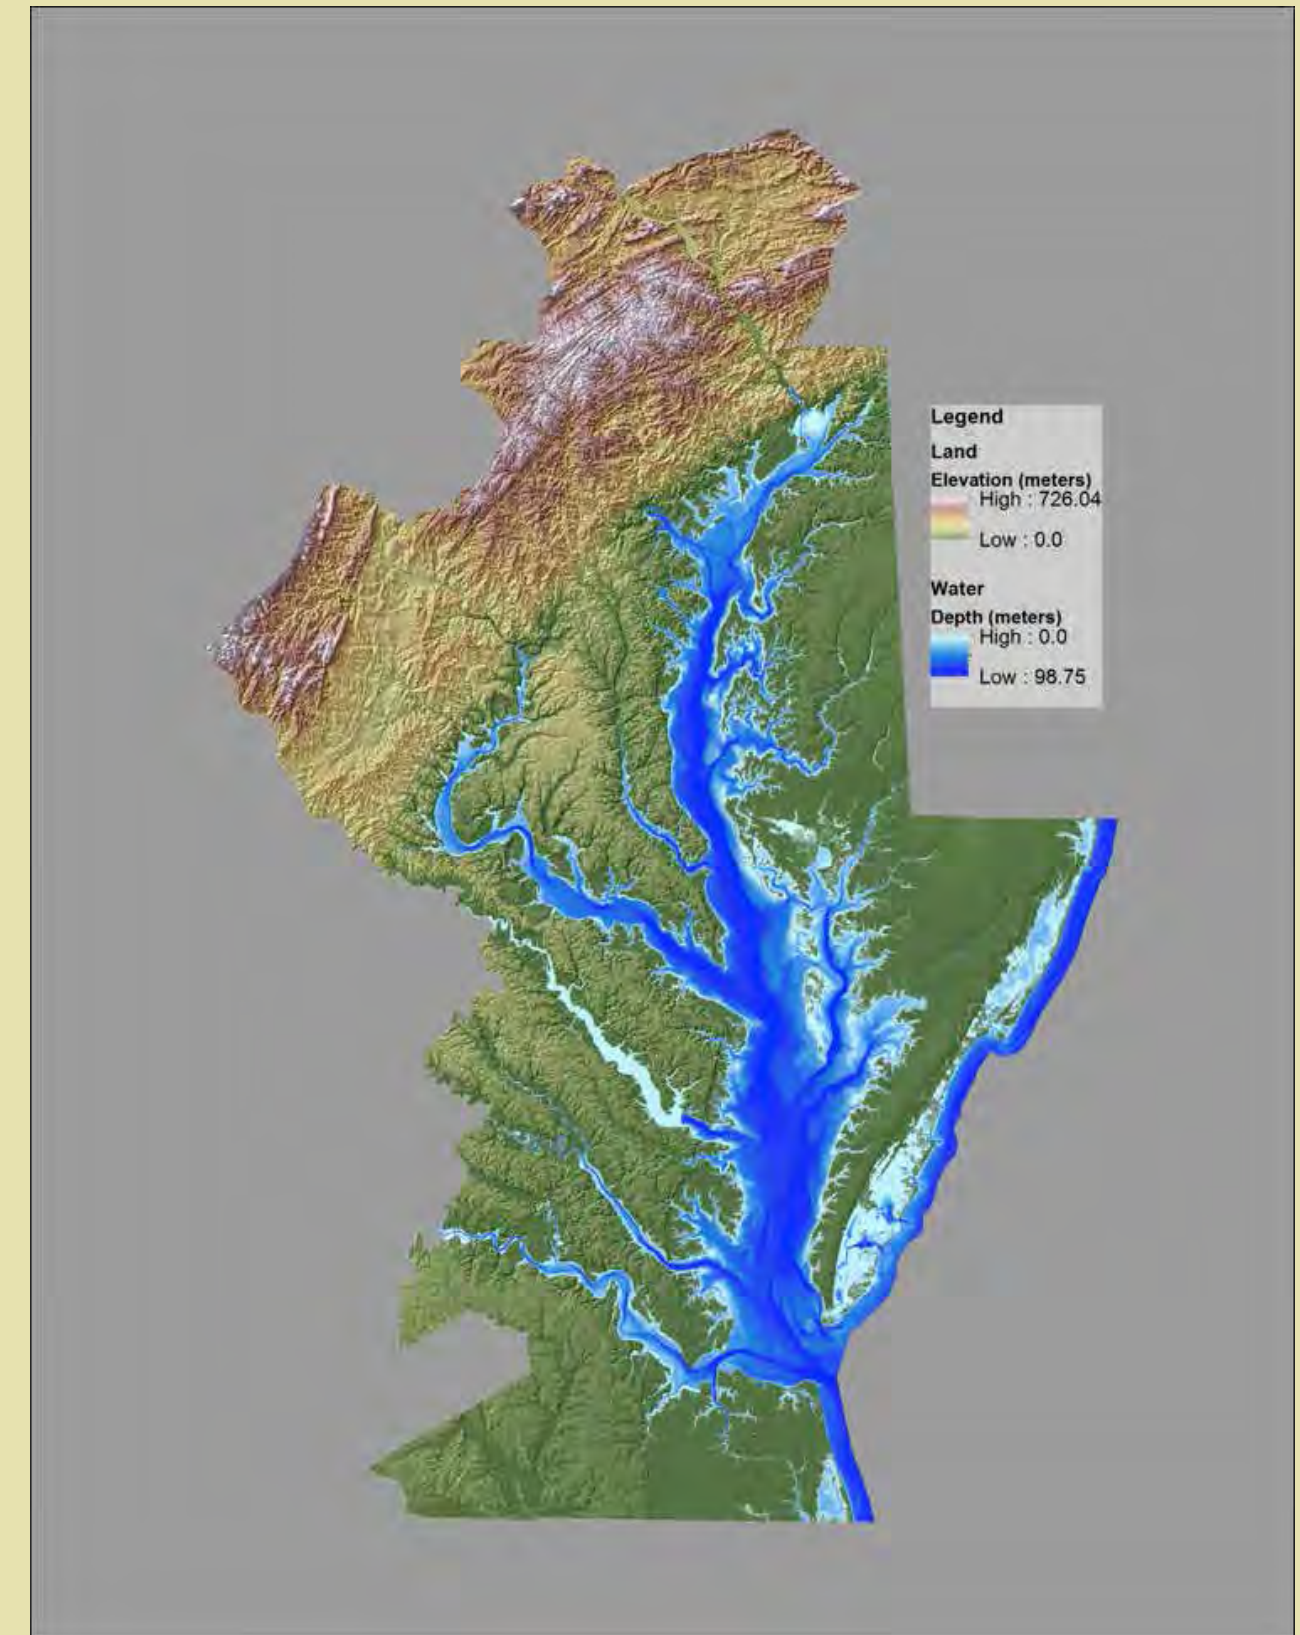 Legend
Land
Elevation (meters)
High : 726.04
Low : 0.0
Water
Depth (meters)
High : 0.0
Low : 98.75